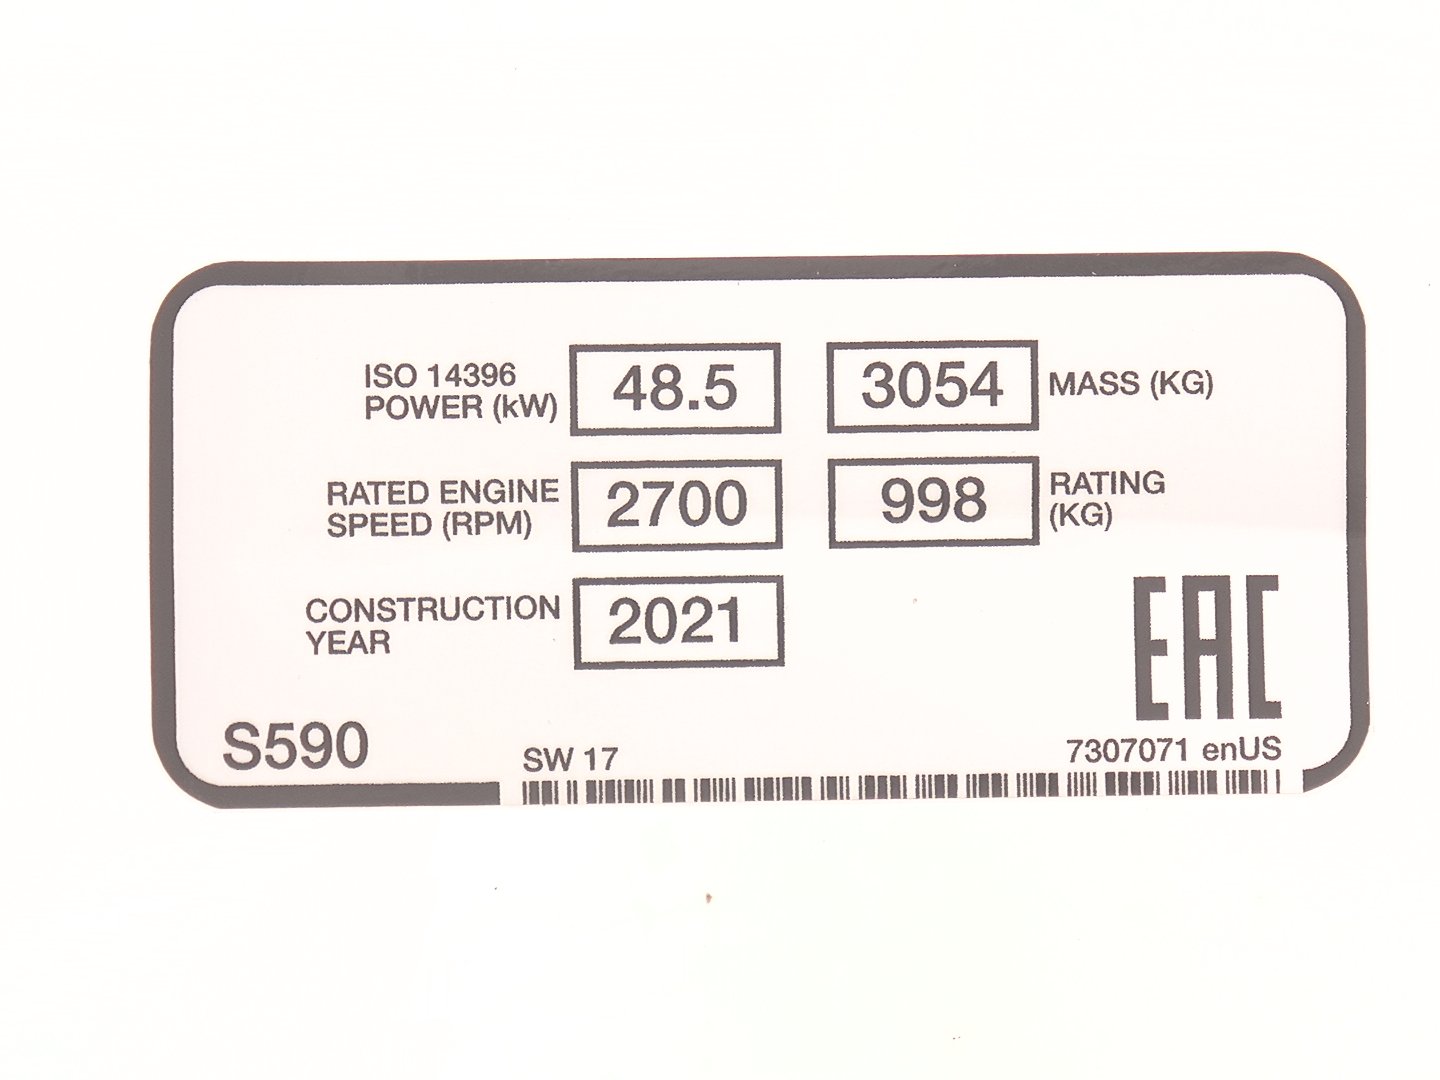 ISO 14396
POWER (kW)
48.5
3054
MASS (KG)
RATED ENGINE
SPEED (RPM)
2700
998
RATING
(KG)
CONSTRUCTION
YEAR
2021
EAC
S590
SW 17
7307071 enUS